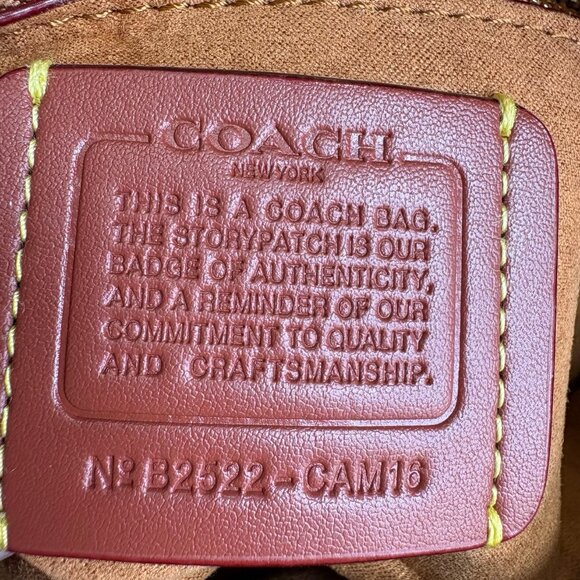 COACH
NEW YORK
THIS IS A COACH BAG.
THE STORYPATCH IS OUR
BADGE OF AUTHENTICITY,
AND A REMINDER OF OUR
COMMITMENT TO QUALITY
AND CRAFTSMANSHIP.
Nº B2522-CAM16